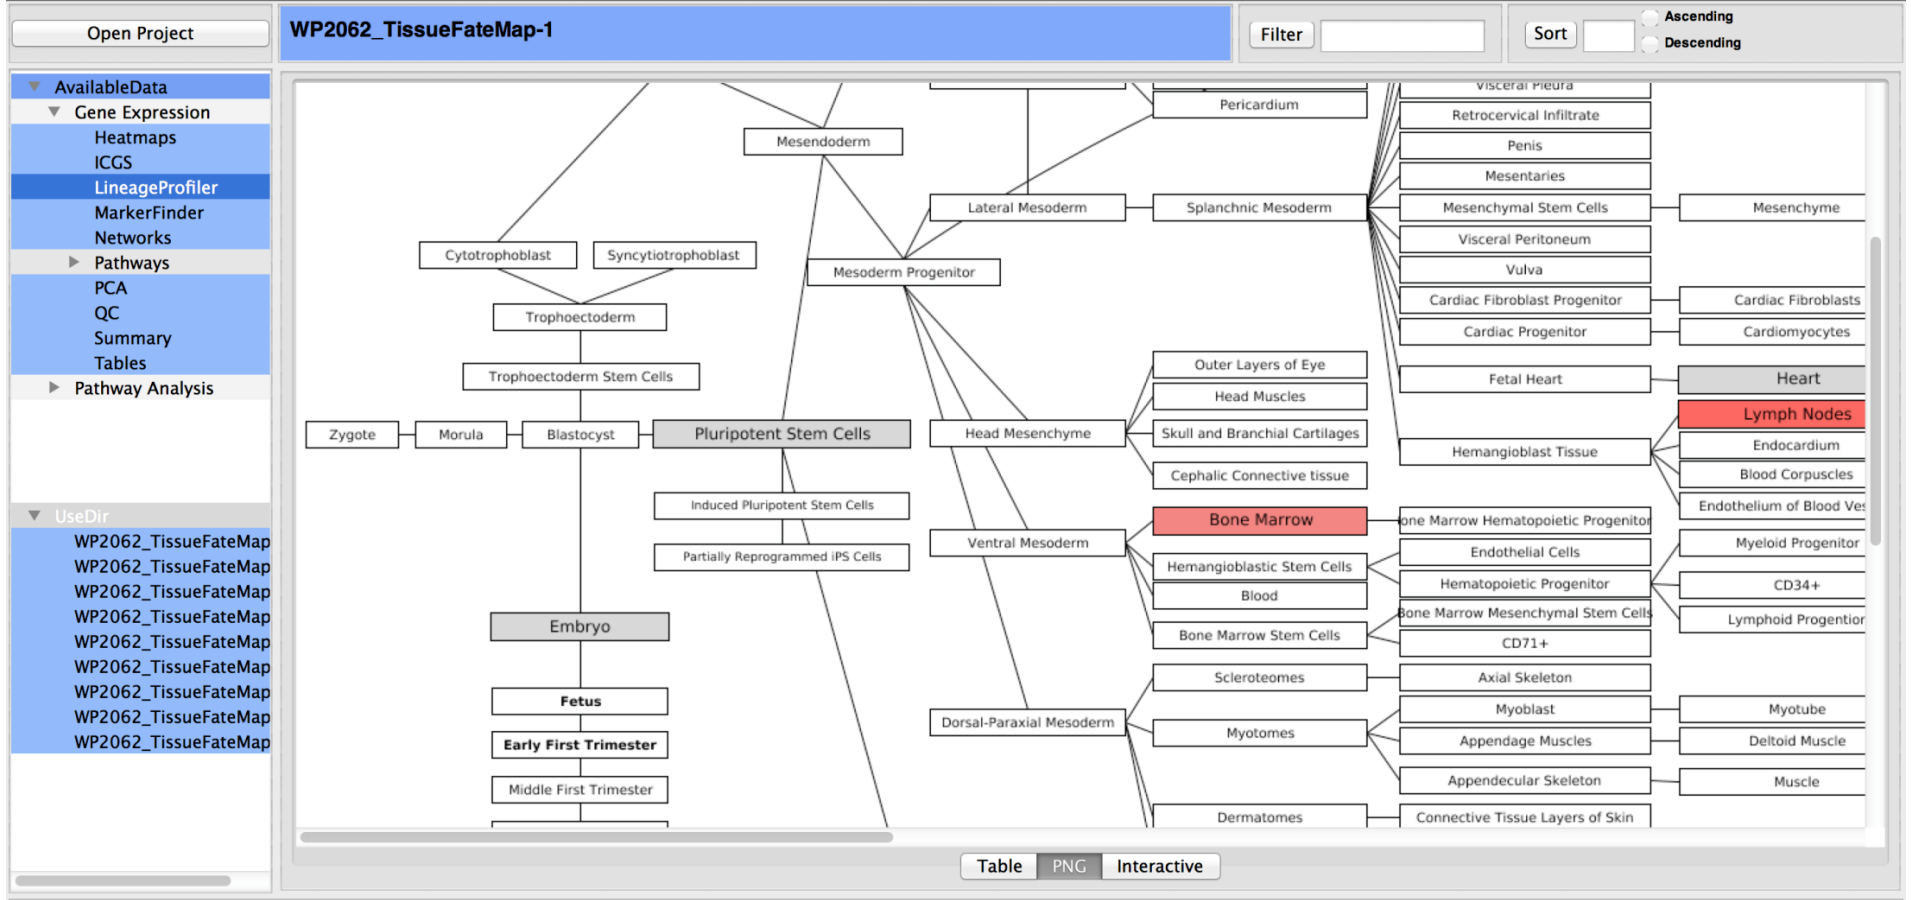 Open Project
WP2062_TissueFateMap-1
Filter
Sort
Ascending
Descending
AvailableData
Gene Expression
Heatmaps
ICGS
LineageProfiler
MarkerFinder
Networks
Pathways
PCA
QC
Summary
Tables
Pathway Analysis
UseDir
WP2062_TissueFateMap
WP2062_TissueFateMap
WP2062_TissueFateMap
WP2062_TissueFateMap
WP2062_TissueFateMap
WP2062_TissueFateMap
WP2062_TissueFateMap
WP2062_TissueFateMap
WP2062_TissueFateMap
Mesendoderm
Cytotrophoblast
Syncytiotrophoblast
Mesoderm Progenitor
Trophoectoderm
Trophoectoderm Stem Cells
Zygote
Morula
Blastocyst
Pluripotent Stem Cells
Induced Pluripotent Stem Cells
Partially Reprogrammed iPS Cells
Embryo
Fetus
Early First Trimester
Middle First Trimester
Lateral Mesoderm
Head Mesenchyme
Ventral Mesoderm
Dorsal-Paraxial Mesoderm
Pericardium
Splanchnic Mesoderm
Outer Layers of Eye
Head Muscles
Skull and Branchial Cartilages
Cephalic Connective tissue
Bone Marrow
Hemangioblastic Stem Cells
Blood
Bone Marrow Stem Cells
Scleroteomes
Myotomes
Dermatomes
Visceral Pleura
Retrocervical Infiltrate
Penis
Mesentaries
Mesenchymal Stem Cells
Visceral Peritoneum
Vulva
Cardiac Fibroblast Progenitor
Cardiac Progenitor
Fetal Heart
Hemangioblast Tissue
one Marrow Hematopoietic Progenitor
Endothelial Cells
Hematopoietic Progenitor
Bone Marrow Mesenchymal Stem Cells
CD71+
Axial Skeleton
Myoblast
Appendage Muscles
Appendecular Skeleton
Connective Tissue Layers of Skin
Mesenchyme
Cardiac Fibroblasts
Cardiomyocytes
Heart
Lymph Nodes
Endocardium
Blood Corpuscles
Endothelium of Blood Ves
Myeloid Progenitor
CD34+
Lymphoid Progentior
Myotube
Deltoid Muscle
Muscle
Table
PNG
Interactive